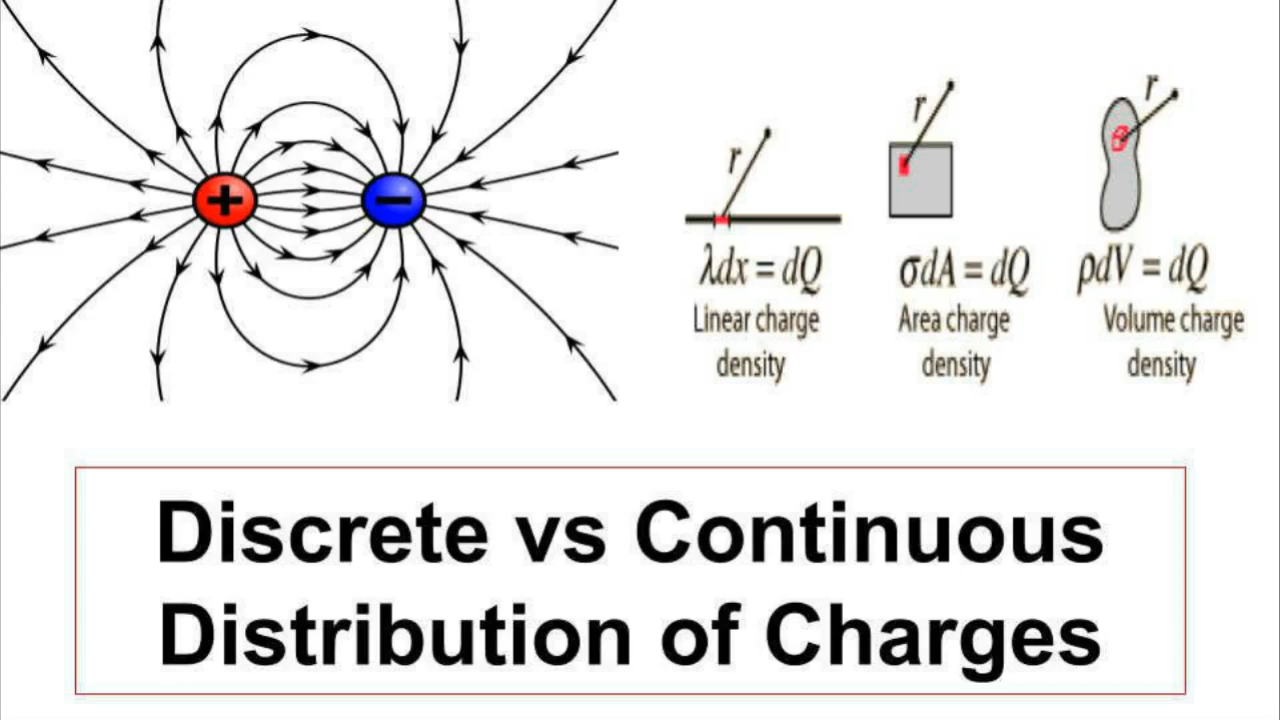 + −
r r r
λdx = dQ σdA = dQ ρdV = dQ
Linear charge Area charge Volume charge
density density density
Discrete vs Continuous
Distribution of Charges